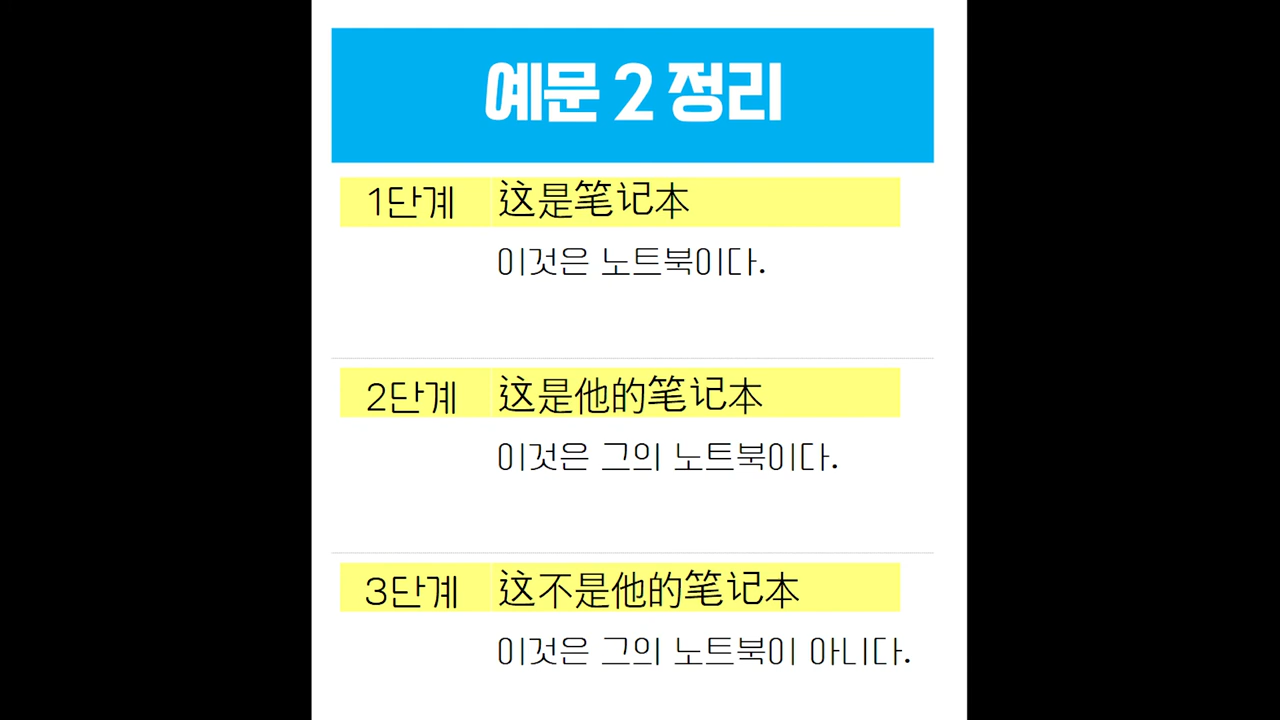 예문 2 정리
1단계 这是笔记本
이것은 노트북이다.
2단계 这是他的笔记本
이것은 그의 노트북이다.
3단계 这不是他的笔记本
이것은 그의 노트북이 아니다.